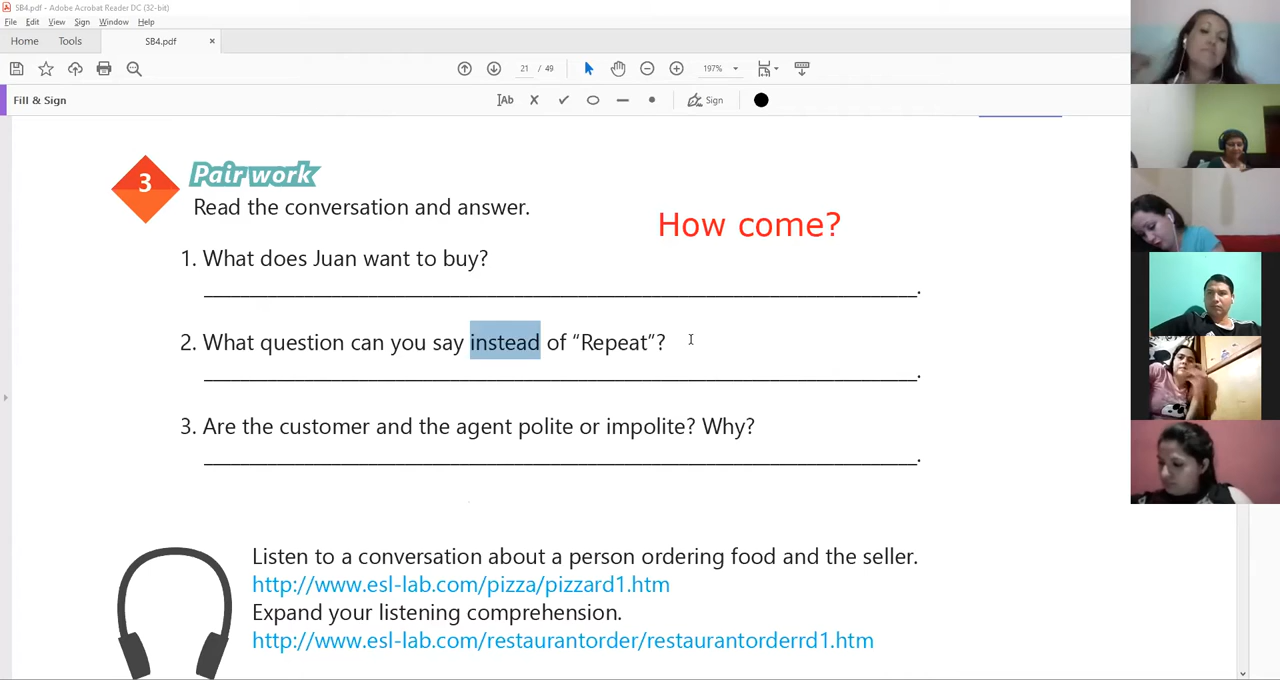 SB4.pdf - Adobe Acrobat Reader DC (32-bit)
File Edit View Sign Window Help
Home Tools SB4.pdf ×
21 / 49 197%
Fill & Sign Ab Sign
3 Pair work
Read the conversation and answer.
How come?
1. What does Juan want to buy?
_______________.
2. What question can you say instead of “Repeat”?
_______________.
3. Are the customer and the agent polite or impolite? Why?
_______________.
Listen to a conversation about a person ordering food and the seller.
http://www.esl-lab.com/pizza/pizzard1.htm
Expand your listening comprehension.
http://www.esl-lab.com/restaurantorder/restaurantorderrd1.htm